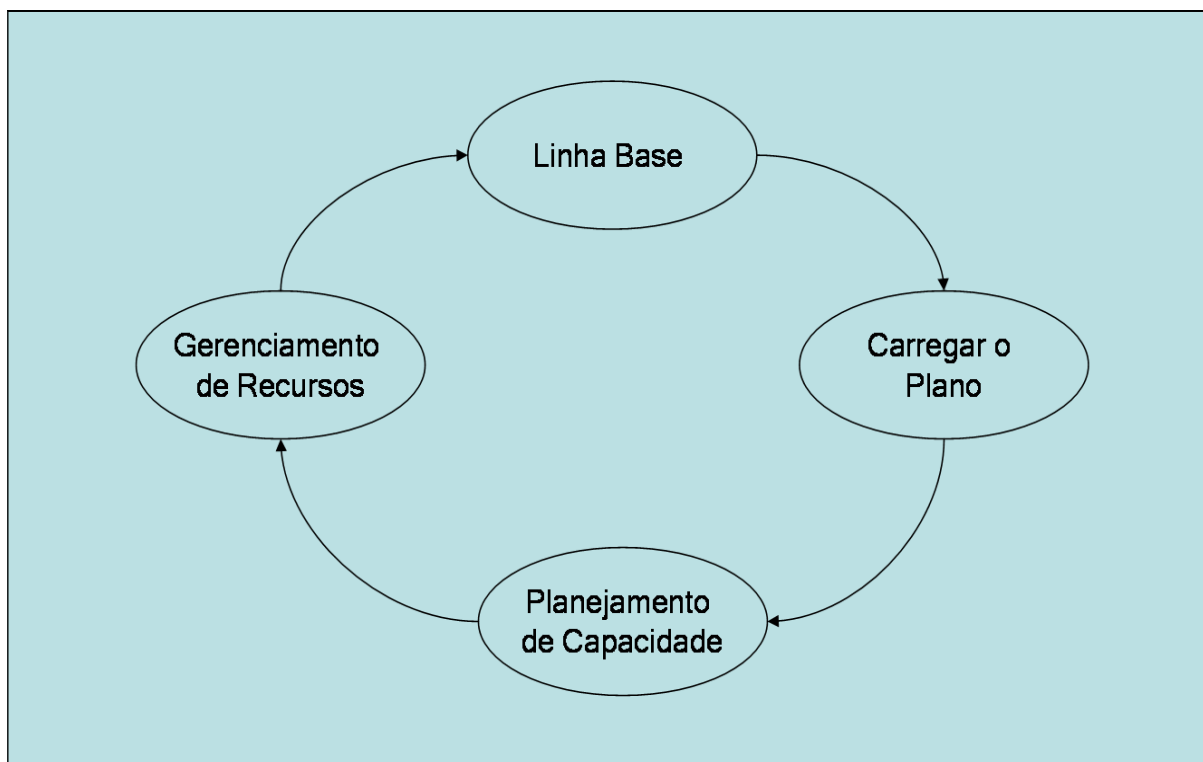 Linha Base
Carregar o
Plano
Planejamento
de Capacidade
Gerenciamento
de Recursos